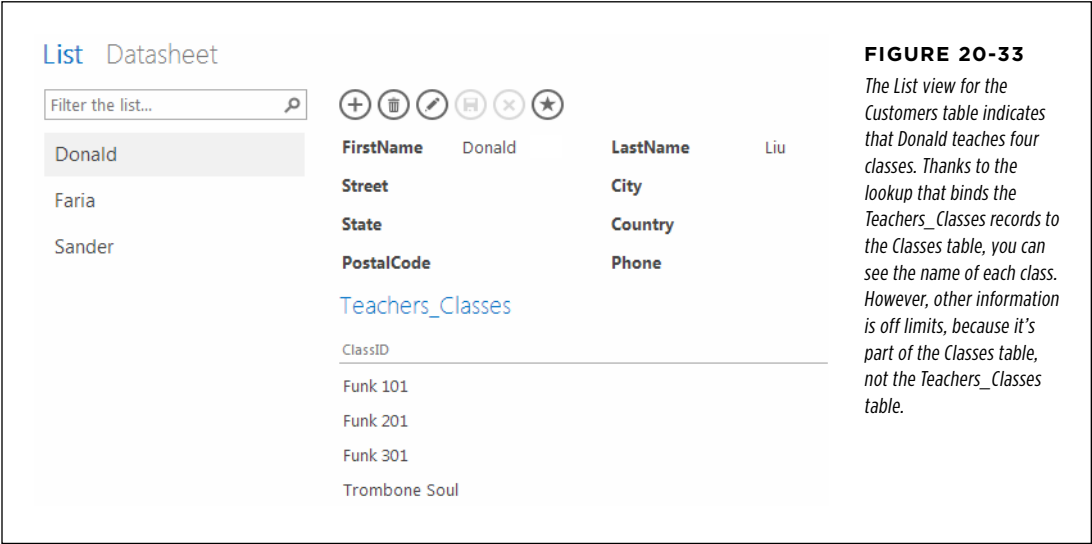 List Datasheet
Filter the list...
Donald
Faria
Sander
FirstName Donald LastName Liu
Street City
State Country
PostalCode Phone
Teachers_Classes
ClassID
Funk 101
Funk 201
Funk 301
Trombone Soul
FIGURE 20-33
The List view for the
Customers table indicates
that Donald teaches four
classes. Thanks to the
lookup that binds the
Teachers_Classes records to
the Classes table, you can
see the name of each class.
However, other information
is off limits, because it's
part of the Classes table,
not the Teachers_Classes
table.